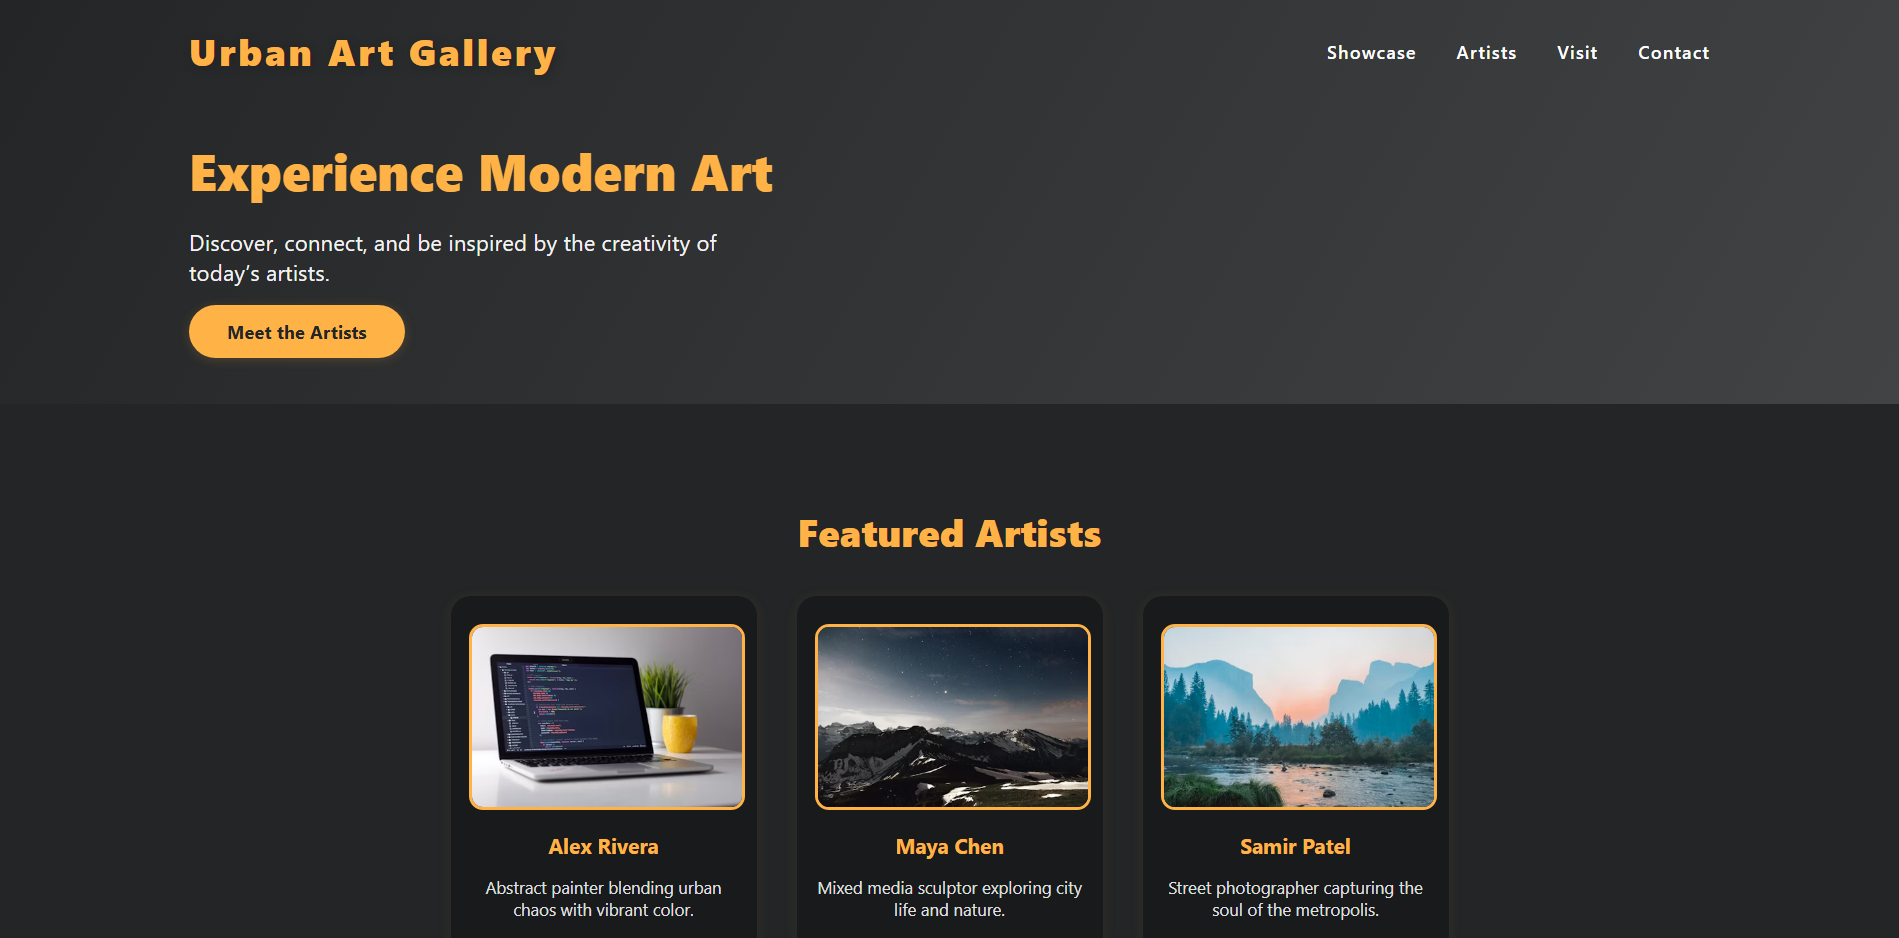 Urban Art Gallery
Showcase Artists Visit Contact
Experience Modern Art
Discover, connect, and be inspired by the creativity of
today’s artists.
Meet the Artists
Featured Artists
Alex Rivera
Abstract painter blending urban
chaos with vibrant color.
Maya Chen
Mixed media sculptor exploring city
life and nature.
Samir Patel
Street photographer capturing the
soul of the metropolis.